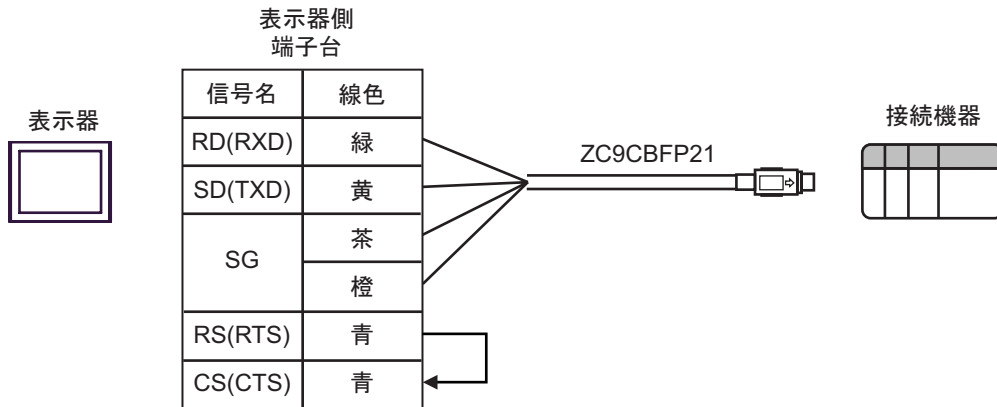 表示器側
端子台
信号名 線色
表示器
接続機器
RD(RXD) 緑
ZC9CBFP21
SD(TXD) 黄
SG 茶
橙
RS(RTS) 青
CS(CTS) 青